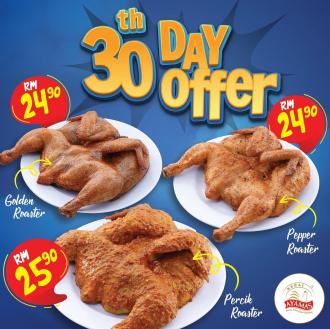 30th DAY
Offer
RM
24.90
RM
24.90
Golden
Roaster
Pepper
Roaster
RM
25.90
Percik
Roaster
KEDAI
AYAMAS